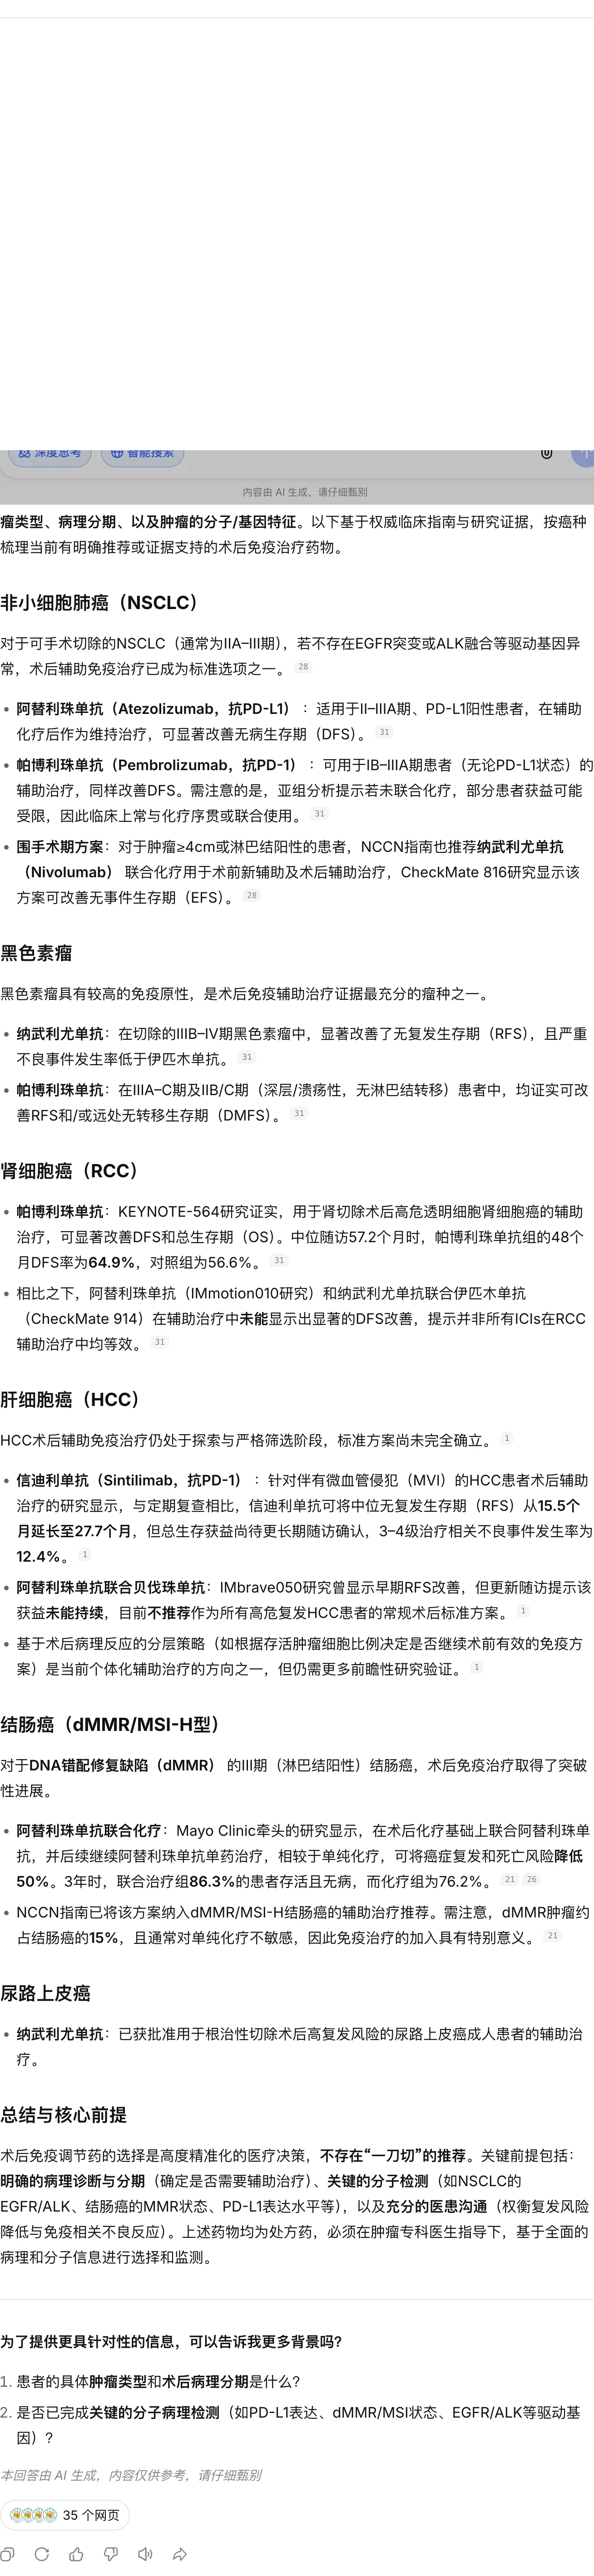 深度思考 智能搜索
内容由 AI 生成，请仔细甄别
瘤类型、病理分期、以及肿瘤的分子/基因特征。以下基于权威临床指南与研究证据，按癌种
梳理当前有明确推荐或证据支持的术后免疫治疗药物。
非小细胞肺癌（NSCLC）
对于可手术切除的NSCLC（通常为IIA–III期），若不存在EGFR突变或ALK融合等驱动基因异
常，术后辅助免疫治疗已成为标准选项之一。 28
• 阿替利珠单抗（Atezolizumab，抗PD-L1） ：适用于II–IIIA期、PD-L1阳性患者，在辅助
化疗后作为维持治疗，可显著改善无病生存期（DFS）。 31
• 帕博利珠单抗（Pembrolizumab，抗PD-1） ：可用于IB–IIIA期患者（无论PD-L1状态）的
辅助治疗，同样改善DFS。需注意的是，亚组分析提示若未联合化疗，部分患者获益可能
受限，因此临床上常与化疗序贯或联合使用。 31
• 围手术期方案：对于肿瘤≥4cm或淋巴结阳性的患者，NCCN指南也推荐纳武利尤单抗
（Nivolumab） 联合化疗用于术前新辅助及术后辅助治疗，CheckMate 816研究显示该
方案可改善无事件生存期（EFS）。 28
黑色素瘤
黑色素瘤具有较高的免疫原性，是术后免疫辅助治疗证据最充分的瘤种之一。
• 纳武利尤单抗：在切除的IIIB–IV期黑色素瘤中，显著改善了无复发生存期（RFS），且严重
不良事件发生率低于伊匹木单抗。 31
• 帕博利珠单抗：在IIIA–C期及IIB/C期（深层/溃疡性，无淋巴结转移）患者中，均证实可改
善RFS和/或远处无转移生存期（DMFS）。 31
肾细胞癌（RCC）
• 帕博利珠单抗：KEYNOTE-564研究证实，用于肾切除术后高危透明细胞肾细胞癌的辅助
治疗，可显著改善DFS和总生存期（OS）。中位随访57.2个月时，帕博利珠单抗组的48个
月DFS率为64.9%，对照组为56.6%。 31
• 相比之下，阿替利珠单抗（IMmotion010研究）和纳武利尤单抗联合伊匹木单抗
（CheckMate 914）在辅助治疗中未能显示出显著的DFS改善，提示并非所有ICIs在RCC
辅助治疗中均等效。 31
肝细胞癌（HCC）
HCC术后辅助免疫治疗仍处于探索与严格筛选阶段，标准方案尚未完全确立。 1
• 信迪利单抗（Sintilimab，抗PD-1） ：针对伴有微血管侵犯（MVI）的HCC患者术后辅助
治疗的研究显示，与定期复查相比，信迪利单抗可将中位无复发生存期（RFS）从15.5个
月延长至27.7个月，但总生存获益尚待更长期随访确认，3–4级治疗相关不良事件发生率为
12.4%。 1
• 阿替利珠单抗联合贝伐珠单抗：IMbrave050研究曾显示早期RFS改善，但更新随访提示该
获益未能持续，目前不推荐作为所有高危复发HCC患者的常规术后标准方案。 1
• 基于术后病理反应的分层策略（如根据存活肿瘤细胞比例决定是否继续术前有效的免疫方
案）是当前个体化辅助治疗的方向之一，但仍需更多前瞻性研究验证。 1
结肠癌（dMMR/MSI-H型）
对于DNA错配修复缺陷（dMMR） 的III期（淋巴结阳性）结肠癌，术后免疫治疗取得了突破
性进展。
• 阿替利珠单抗联合化疗：Mayo Clinic牵头的研究显示，在术后化疗基础上联合阿替利珠单
抗，并后续继续阿替利珠单抗单药治疗，相较于单纯化疗，可将癌症复发和死亡风险降低
50%。3年时，联合治疗组86.3%的患者存活且无病，而化疗组为76.2%。 21 26
• NCCN指南已将该方案纳入dMMR/MSI-H结肠癌的辅助治疗推荐。需注意，dMMR肿瘤约
占结肠癌的15%，且通常对单纯化疗不敏感，因此免疫治疗的加入具有特别意义。 21
尿路上皮癌
• 纳武利尤单抗：已获批准用于根治性切除术后高复发风险的尿路上皮癌成人患者的辅助治
疗。
总结与核心前提
术后免疫调节药的选择是高度精准化的医疗决策，不存在“一刀切”的推荐。关键前提包括：
明确的病理诊断与分期（确定是否需要辅助治疗）、关键的分子检测（如NSCLC的
EGFR/ALK、结肠癌的MMR状态、PD-L1表达水平等），以及充分的医患沟通（权衡复发风险
降低与免疫相关不良反应）。上述药物均为处方药，必须在肿瘤专科医生指导下，基于全面的
病理和分子信息进行选择和监测。
为了提供更具针对性的信息，可以告诉我更多背景吗？
1. 患者的具体肿瘤类型和术后病理分期是什么？
2. 是否已完成关键的分子病理检测（如PD-L1表达、dMMR/MSI状态、EGFR/ALK等驱动基
因）?
本回答由 AI 生成，内容仅供参考，请仔细甄别
35 个网页